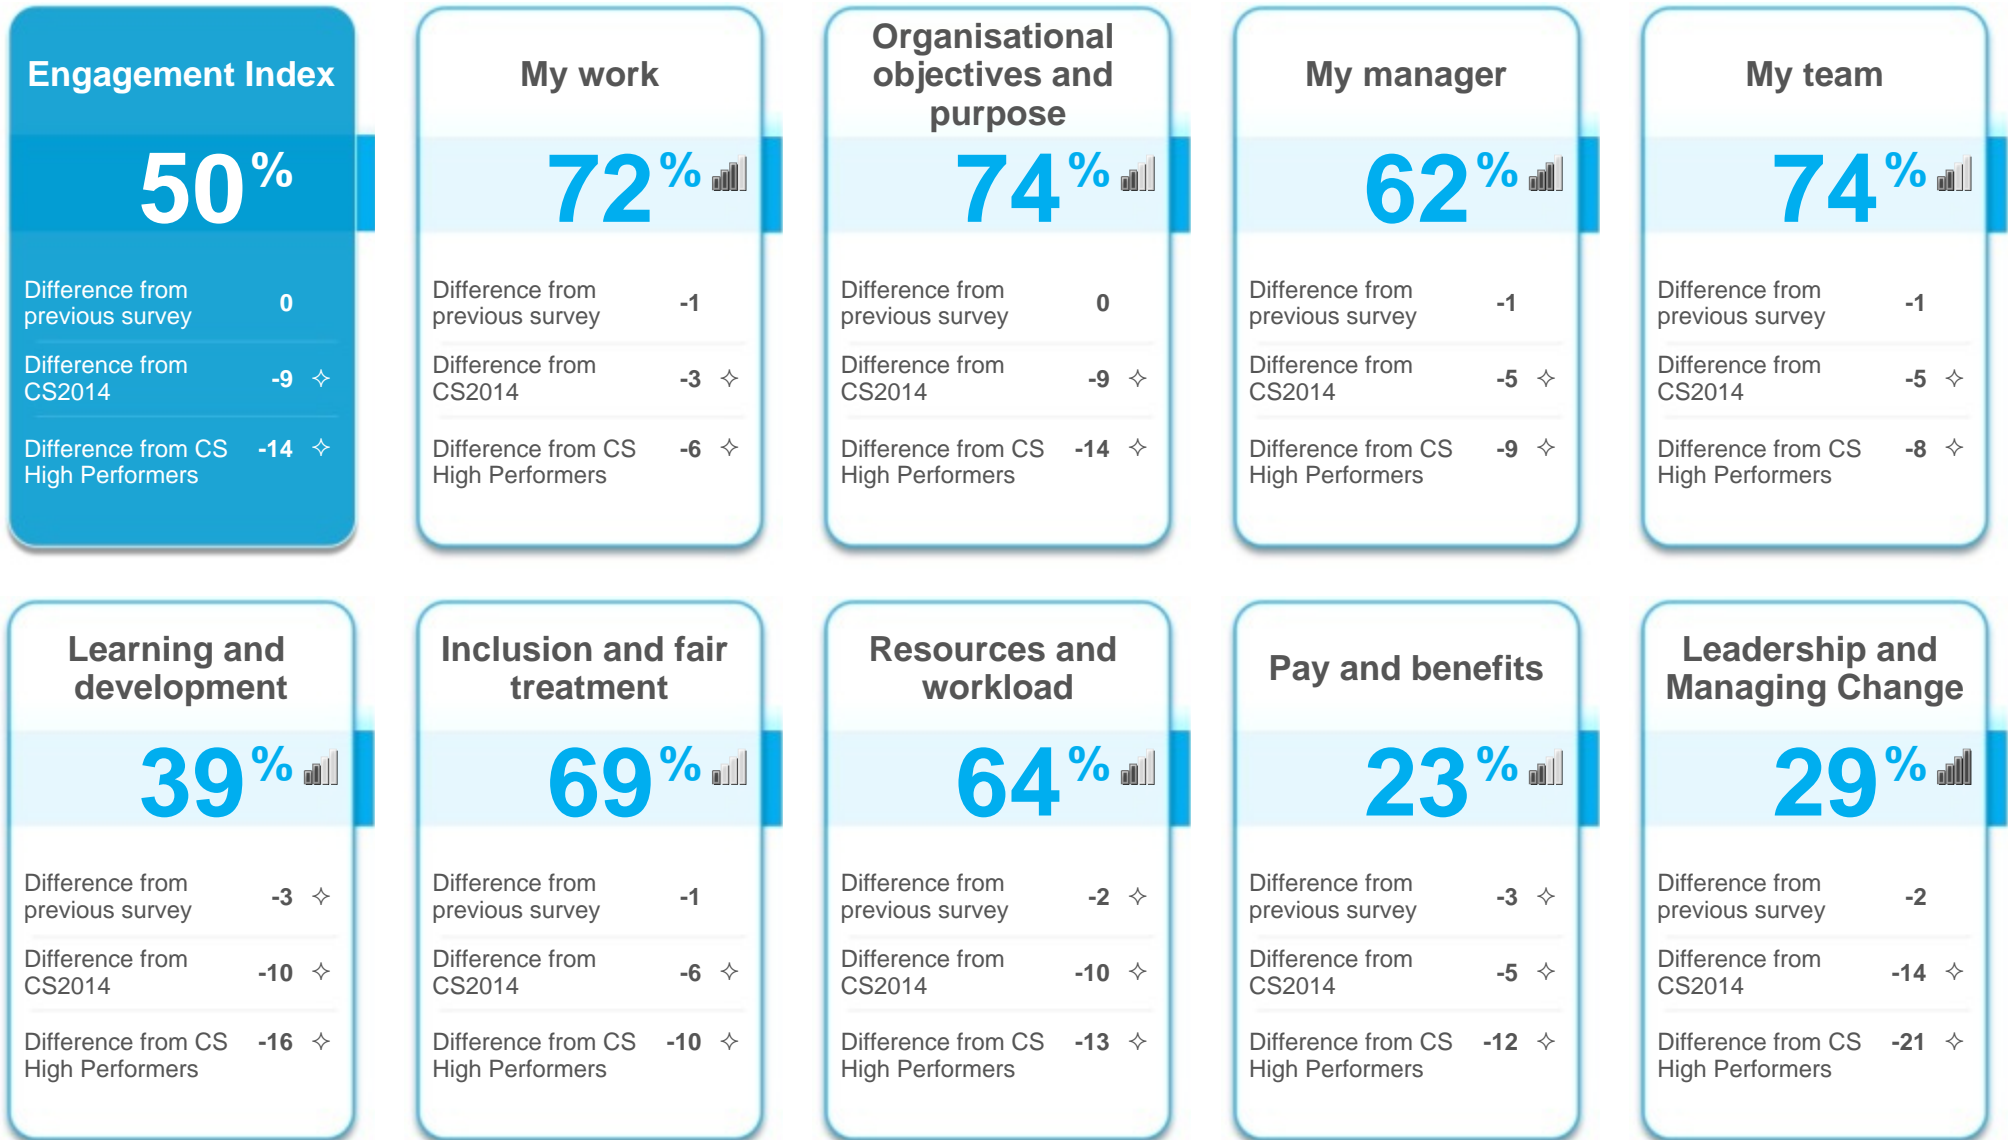 Engagement Index
50%
Difference from
previous survey
0
Difference from
CS2014
-9 ✧
Difference from CS
High Performers
-14 ✧
My work
72%
Difference from
previous survey
-1
Difference from
CS2014
-3 ✧
Difference from CS
High Performers
-6 ✧
Organisational
objectives and
purpose
74%
Difference from
previous survey
0
Difference from
CS2014
-9 ✧
Difference from CS
High Performers
-14 ✧
My manager
62%
Difference from
previous survey
-1
Difference from
CS2014
-5 ✧
Difference from CS
High Performers
-9 ✧
My team
74%
Difference from
previous survey
-1
Difference from
CS2014
-5 ✧
Difference from CS
High Performers
-8 ✧
Learning and
development
39%
Difference from
previous survey
-3 ✧
Difference from
CS2014
-10 ✧
Difference from CS
High Performers
-16 ✧
Inclusion and fair
treatment
69%
Difference from
previous survey
-1
Difference from
CS2014
-6 ✧
Difference from CS
High Performers
-10 ✧
Resources and
workload
64%
Difference from
previous survey
-2 ✧
Difference from
CS2014
-10 ✧
Difference from CS
High Performers
-13 ✧
Pay and benefits
23%
Difference from
previous survey
-3 ✧
Difference from
CS2014
-5 ✧
Difference from CS
High Performers
-12 ✧
Leadership and
Managing Change
29%
Difference from
previous survey
-2
Difference from
CS2014
-14 ✧
Difference from CS
High Performers
-21 ✧